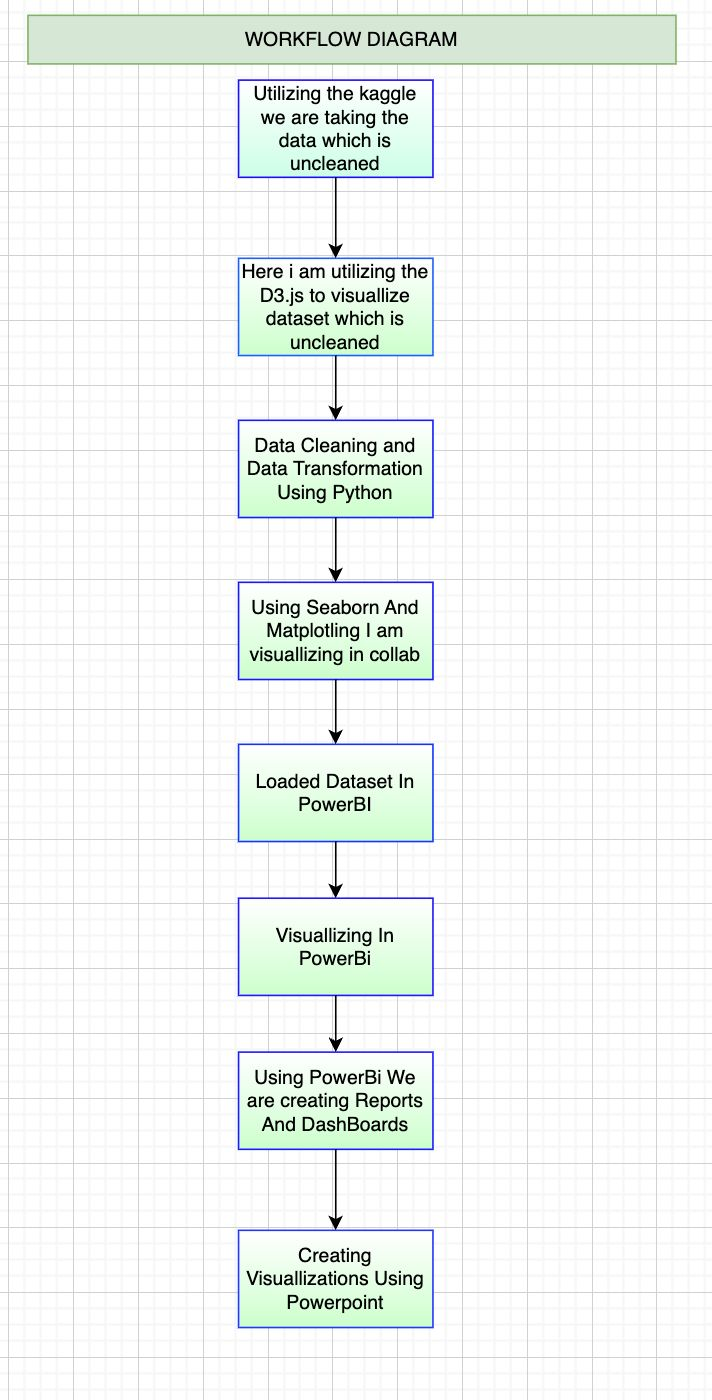 WORKFLOW DIAGRAM
Utilizing the kaggle
we are taking the
data which is
uncleaned
Here i am utilizing the
D3.js to visuallize
dataset which is
uncleaned
Data Cleaning and
Data Transformation
Using Python
Using Seaborn And
Matplotling I am
visuallizing in collab
Loaded Dataset In
PowerBI
Visuallizing In
PowerBi
Using PowerBi We
are creating Reports
And DashBoards
Creating
Visuallizations Using
Powerpoint